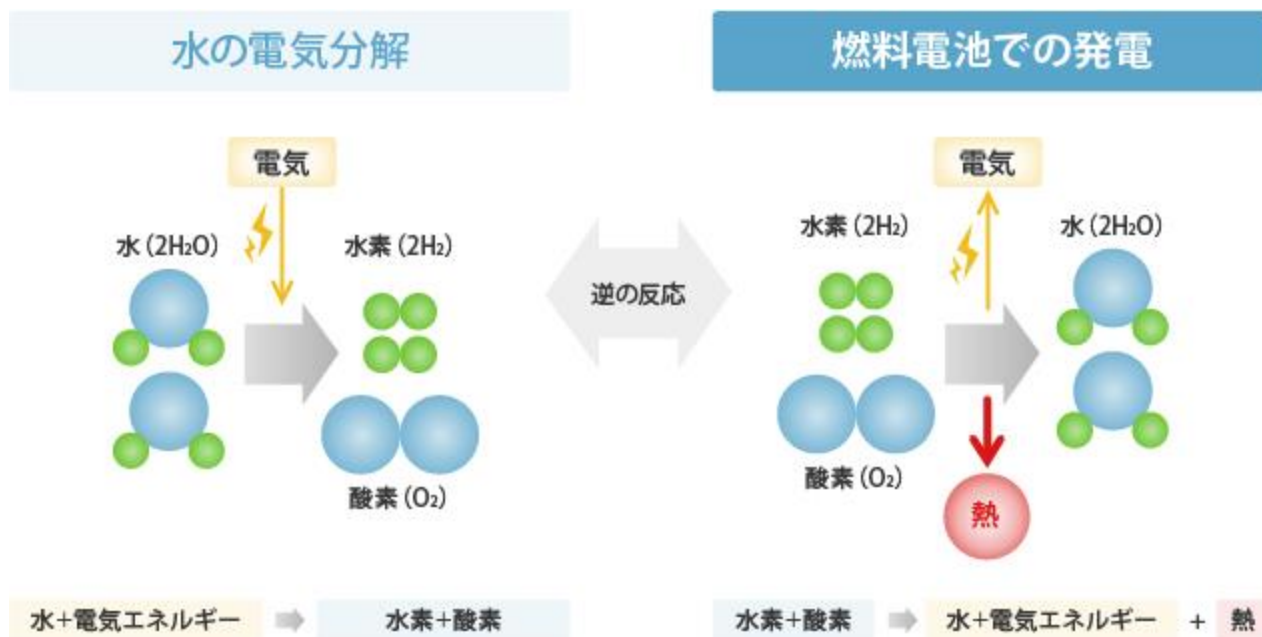 水の電気分解
電気
水(2H₂O)
水素(2H₂)
酸素(O₂)
水+電気エネルギー
水素+酸素
逆の反応
燃料電池での発電
電気
水素(2H₂)
水(2H₂O)
酸素(O₂)
熱
水素+酸素
水+電気エネルギー + 熱